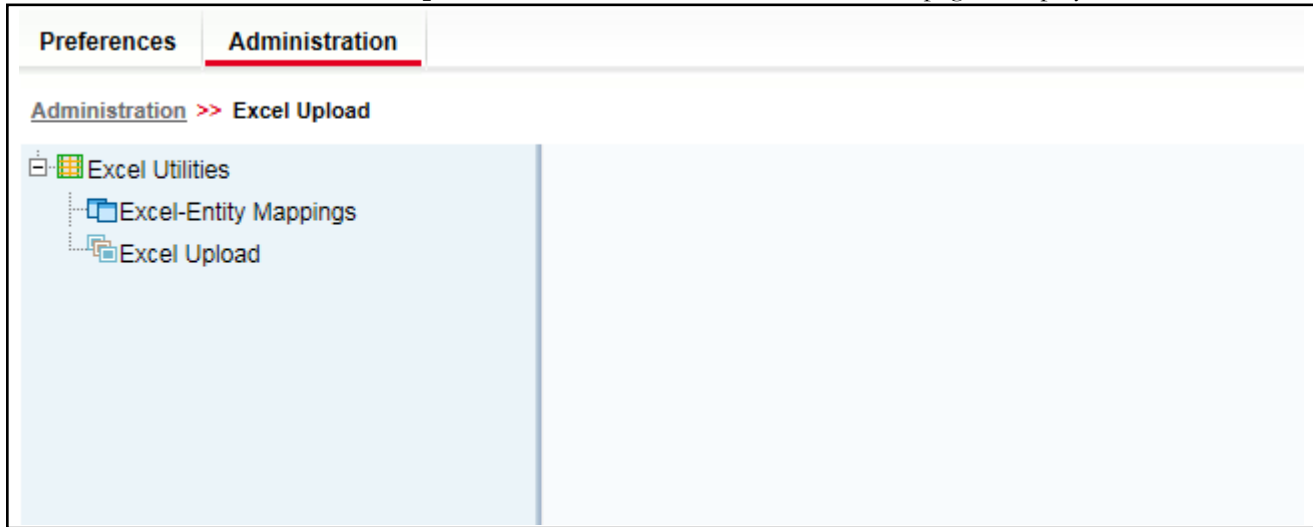 Preferences Administration
Administration >> Excel Upload
Excel Utilities
Excel-Entity Mappings
Excel Upload